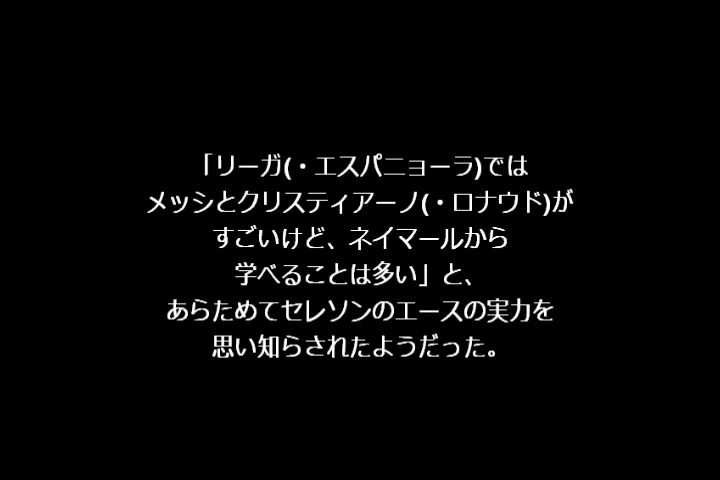 「リーガ(・エスパニョーラ)では
メッシとクリスティアーノ(・ロナウド)が
すごいけど、ネイマールから
学べることは多い」と、
あらためてセレソンのエースの実力を
思い知らされたようだった。